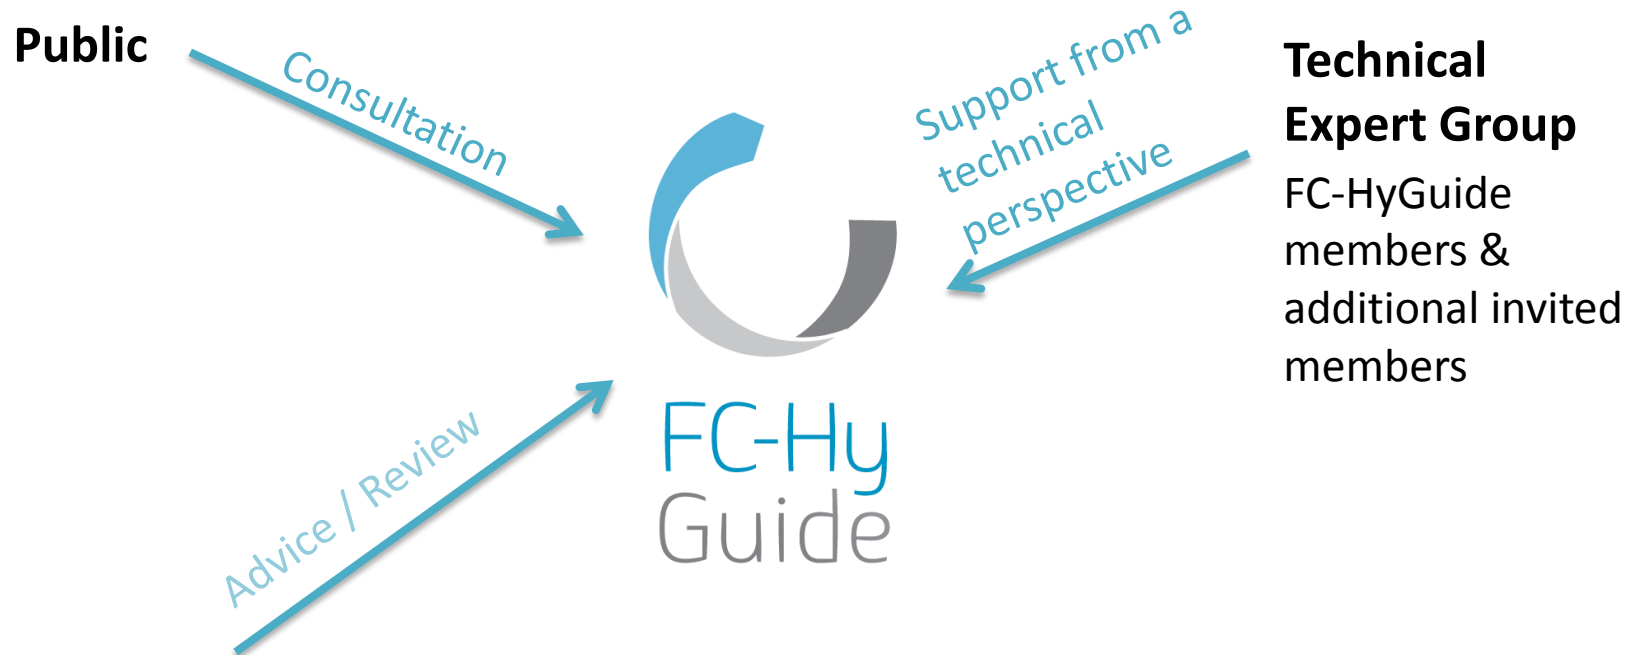 Public
Consultation
Support from a
technical
perspective
Technical
Expert Group
FC-HyGuide
members &
additional invited
members
Advice / Review
FC-Hy
Guide